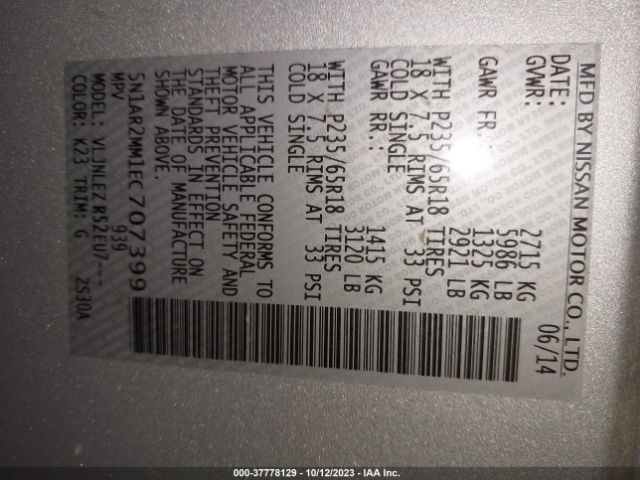 MFD BY NISSAN MOTOR CO., LTD.
DATE: 06/14
GVWR: 2715 KG
5986 LB
GAWR FR.: 1325 KG
2921 LB
WITH P235/65R18 TIRES
18 X 7.5 RIMS AT 33 PSI
COLD SINGLE
GAWR RR.: 1415 KG
3120 LB
WITH P235/65R18 TIRES
18 X 7.5 RIMS AT 33 PSI
COLD SINGLE
THIS VEHICLE CONFORMS TO
ALL APPLICABLE FEDERAL
MOTOR VEHICLE SAFETY AND
THEFT PREVENTION
STANDARDS IN EFFECT ON
THE DATE OF MANUFACTURE
SHOWN ABOVE.
5N1AR2MM1EC707399
MPV 939
MODEL: VLJNLEZ R52EU7---
COLOR: K23 TRIM: G 2S30A
000-37778129 - 10/12/2023 - IAA Inc.